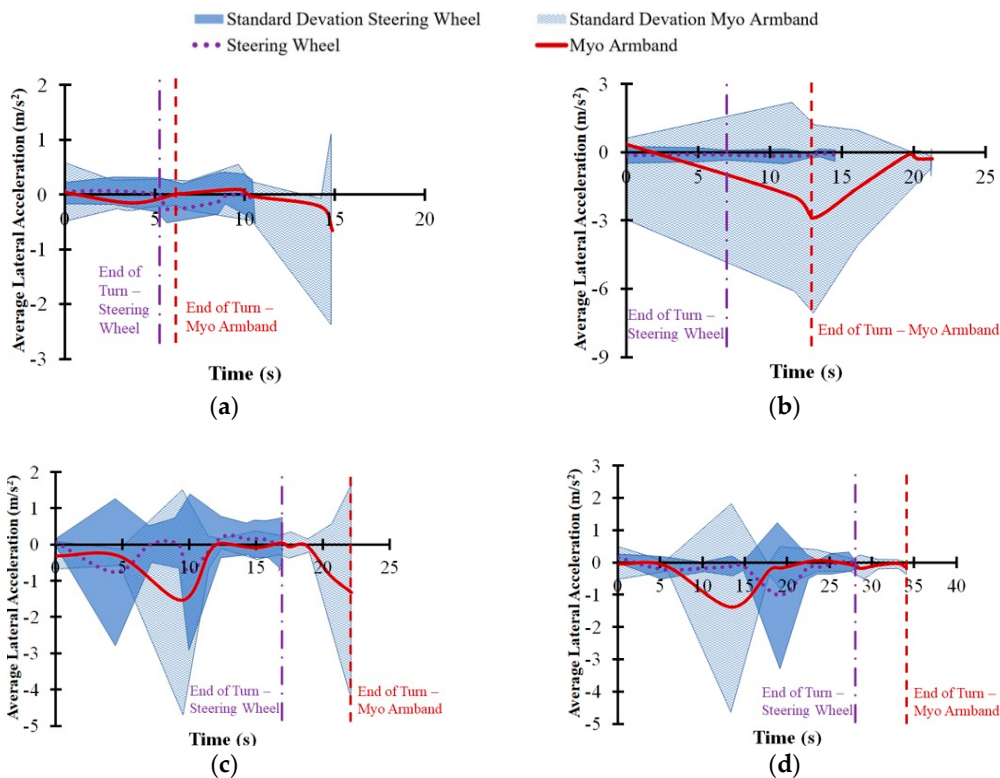 Standard Devation Steering Wheel
Standard Devation Myo Armband
Steering Wheel
Myo Armband
Average Lateral Acceleration (m/s²)
2
1
0
-1
-2
-3
0
5
10
15
20
End of
Turn –
Steering
Wheel
End of Turn –
Myo Armband
Time (s)
(a)
Average Lateral Acceleration (m/s²)
3
0
-3
-6
-9
0
5
10
15
20
25
End of Turn –
Steering Wheel
End of Turn – Myo Armband
Time (s)
(b)
Average Lateral Acceleration (m/s²)
2
1
0
-1
-2
-3
-4
-5
0
5
10
15
20
25
End of Turn –
Steering Wheel
End of Turn –
Myo Armband
Time (s)
(c)
Average Lateral Acceleration (m/s²)
3
2
1
0
-1
-2
-3
-4
-5
0
5
10
15
20
25
30
35
40
End of Turn –
Steering Wheel
End of Turn –
Myo Armband
Time (s)
(d)